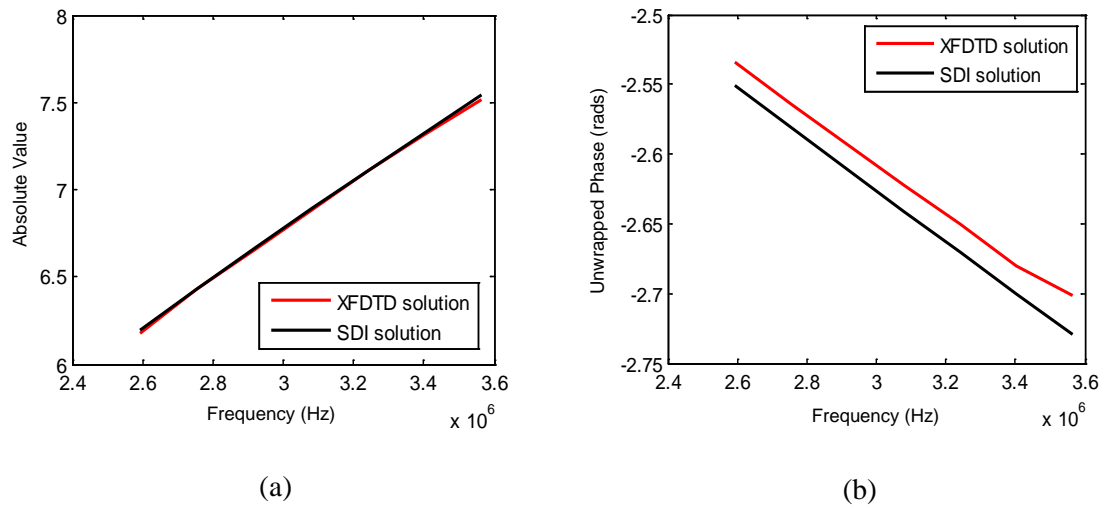 8
7.5
7
6.5
6
Absolute Value
XFDTD solution
SDI solution
2.4 2.6 2.8 3 3.2 3.4 3.6
Frequency (Hz)
x 10^6
(a)
-2.5
-2.55
-2.6
-2.65
-2.7
-2.75
Unwrapped Phase (rads)
XFDTD solution
SDI solution
2.4 2.6 2.8 3 3.2 3.4 3.6
Frequency (Hz)
x 10^6
(b)